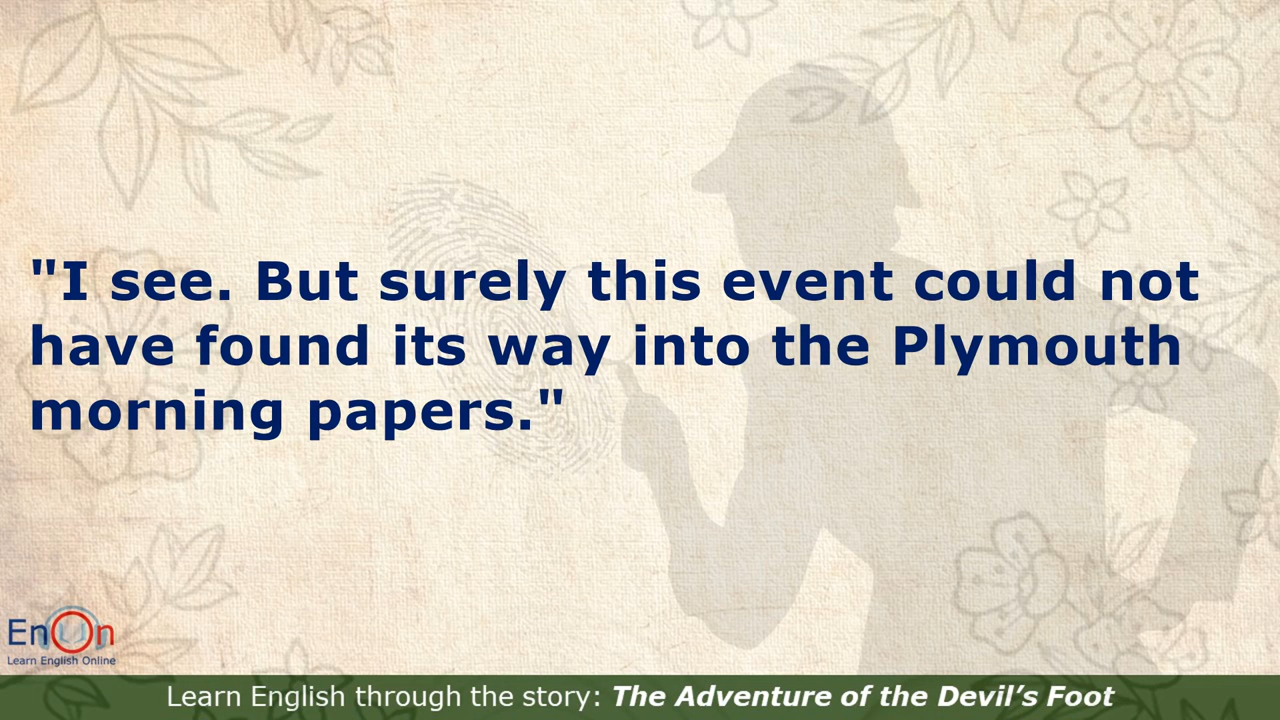 "I see. But surely this event could not
have found its way into the Plymouth
morning papers."
EnOn
Learn English Online
Learn English through the story: The Adventure of the Devil’s Foot